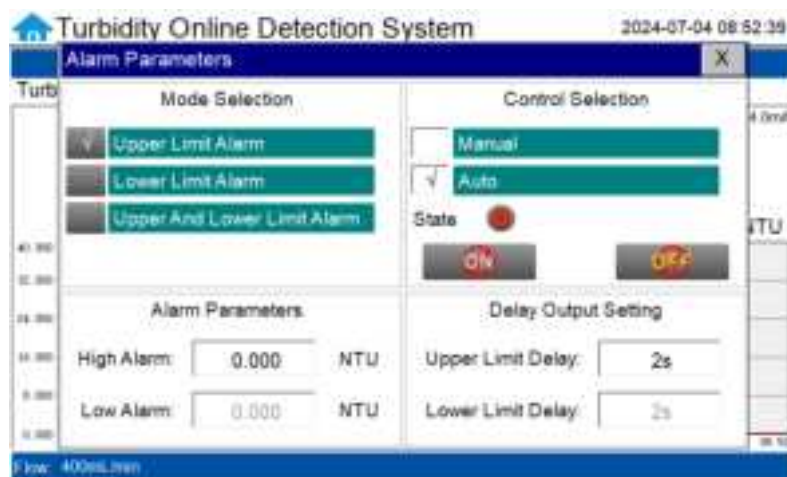 Turbidity Online Detection System
2024-07-04 08:52:39
Alarm Parameters
X
Turb
Mode Selection
√ Upper Limit Alarm
Lower Limit Alarm
Upper And Lower Limit Alarm
Control Selection
Manual
√ Auto
State
ON
OFF
NTU
Alarm Parameters
High Alarm: 0.000 NTU
Low Alarm: 0.000 NTU
Delay Output Setting
Upper Limit Delay: 2s
Lower Limit Delay: 2s
Flow: 400mL/min